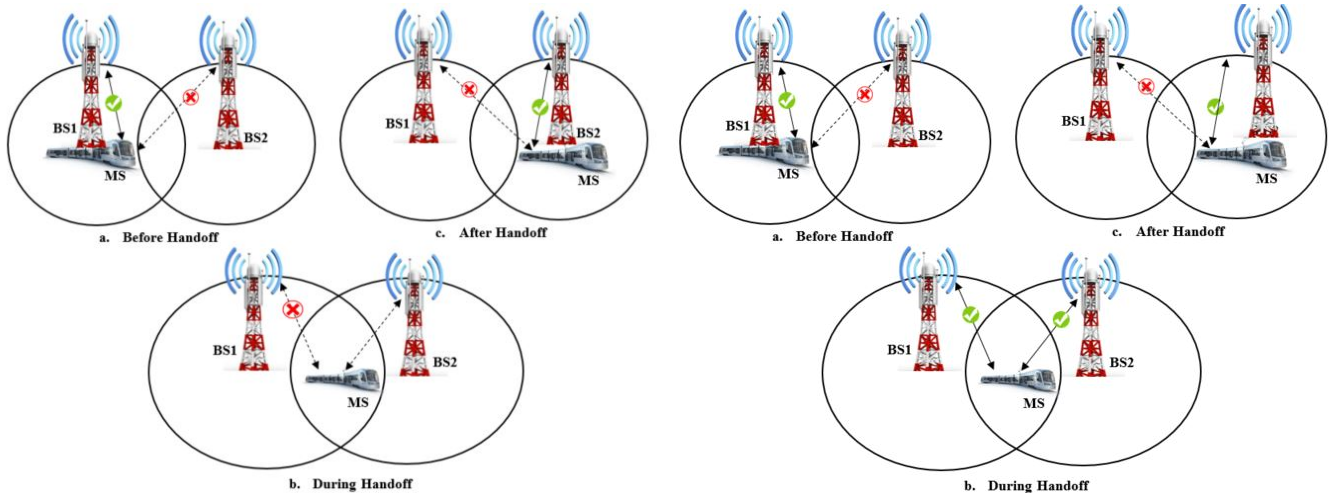 BS1
BS2
MS
a. Before Handoff
BS1
BS2
MS
c. After Handoff
BS1
BS2
MS
b. During Handoff
BS1
BS2
MS
a. Before Handoff
BS1
MS
c. After Handoff
BS1
BS2
MS
b. During Handoff